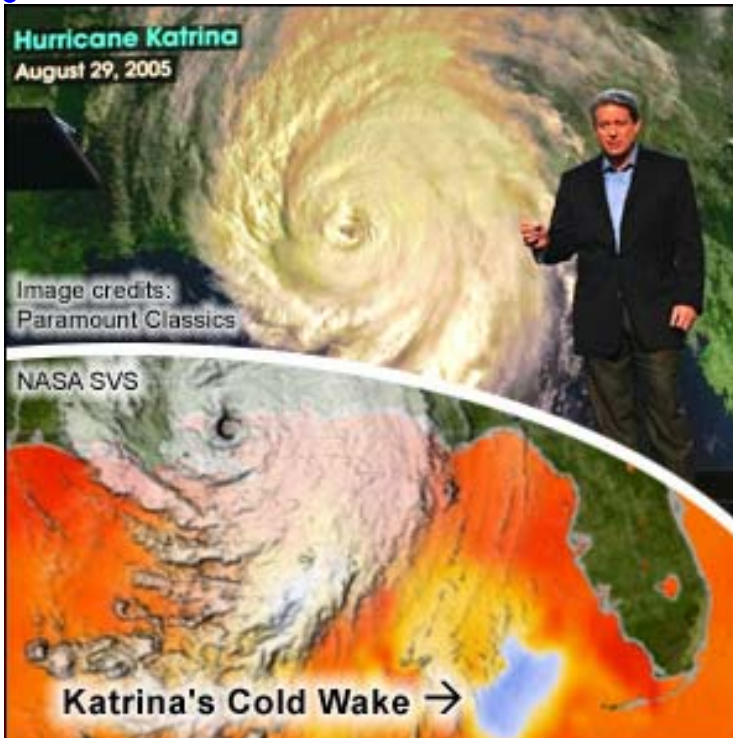 Hurricane Katrina
August 29, 2005
Image credits:
Paramount Classics
NASA SVS
Katrina's Cold Wake →